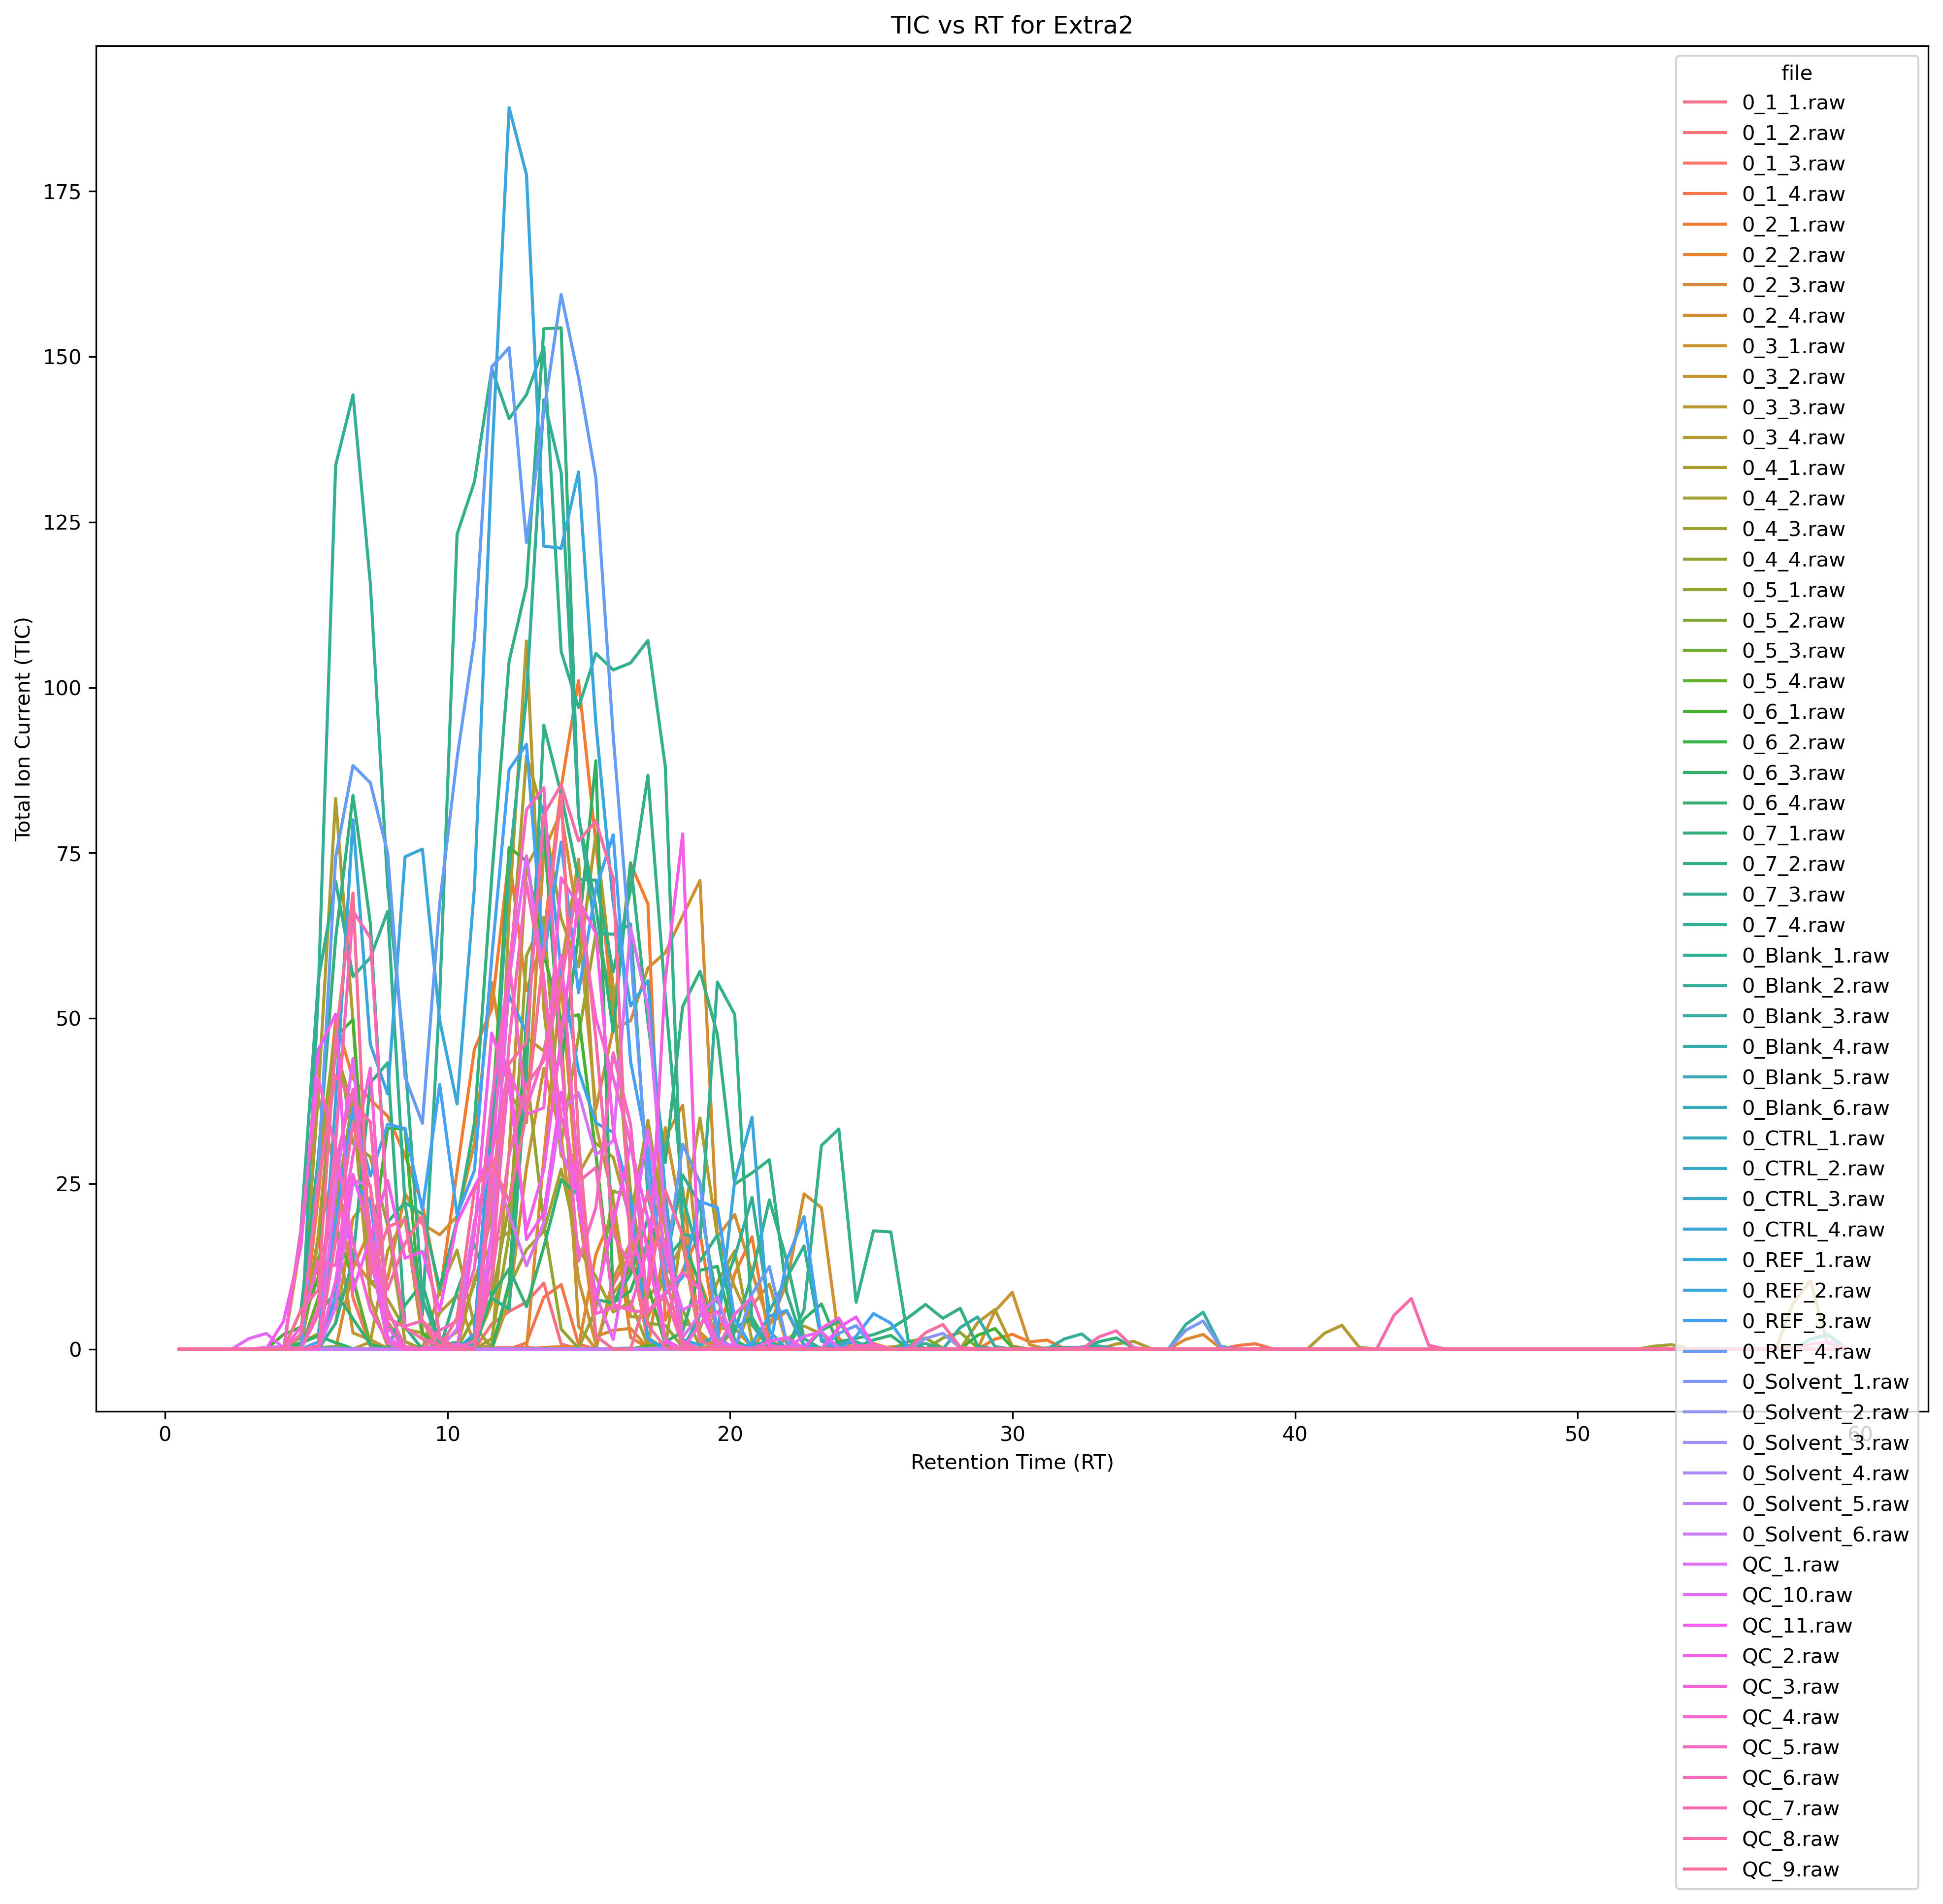 TIC vs RT for Extra2
Total Ion Current (TIC)
175
150
125
100
75
50
25
0
0
10
20
30
40
50
60
Retention Time (RT)
file
0_1_1.raw
0_1_2.raw
0_1_3.raw
0_1_4.raw
0_2_1.raw
0_2_2.raw
0_2_3.raw
0_2_4.raw
0_3_1.raw
0_3_2.raw
0_3_3.raw
0_3_4.raw
0_4_1.raw
0_4_2.raw
0_4_3.raw
0_4_4.raw
0_5_1.raw
0_5_2.raw
0_5_3.raw
0_5_4.raw
0_6_1.raw
0_6_2.raw
0_6_3.raw
0_6_4.raw
0_7_1.raw
0_7_2.raw
0_7_3.raw
0_7_4.raw
0_Blank_1.raw
0_Blank_2.raw
0_Blank_3.raw
0_Blank_4.raw
0_Blank_5.raw
0_Blank_6.raw
0_CTRL_1.raw
0_CTRL_2.raw
0_CTRL_3.raw
0_CTRL_4.raw
0_REF_1.raw
0_REF_2.raw
0_REF_3.raw
0_REF_4.raw
0_Solvent_1.raw
0_Solvent_2.raw
0_Solvent_3.raw
0_Solvent_4.raw
0_Solvent_5.raw
0_Solvent_6.raw
QC_1.raw
QC_10.raw
QC_11.raw
QC_2.raw
QC_3.raw
QC_4.raw
QC_5.raw
QC_6.raw
QC_7.raw
QC_8.raw
QC_9.raw